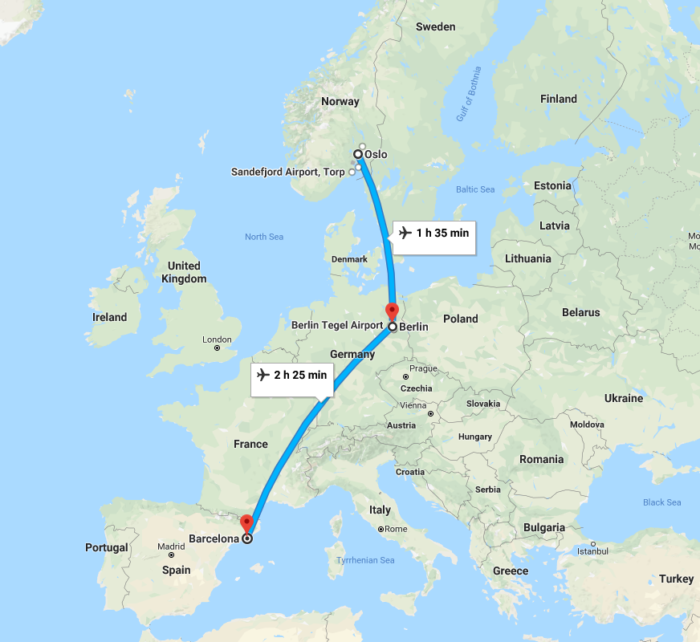 Sweden
Norway
Finland
Gulf of Bothnia
Oslo
Sandefjord Airport, Torp
Estonia
Baltic Sea
Latvia
North Sea
1 h 35 min
Denmark
Lithuania
United
Kingdom
Ireland
Berlin Tegel Airport
Berlin
Poland
Belarus
London
Germany
Prague
Czechia
2 h 25 min
Vienna
Slovakia
Ukraine
Austria
Moldova
France
Hungary
Romania
Croatia
Serbia
Italy
Black Sea
Rome
Bulgaria
Barcelona
Portugal
Madrid
Spain
Istanbul
Tyrrhenian Sea
Greece
Turkey